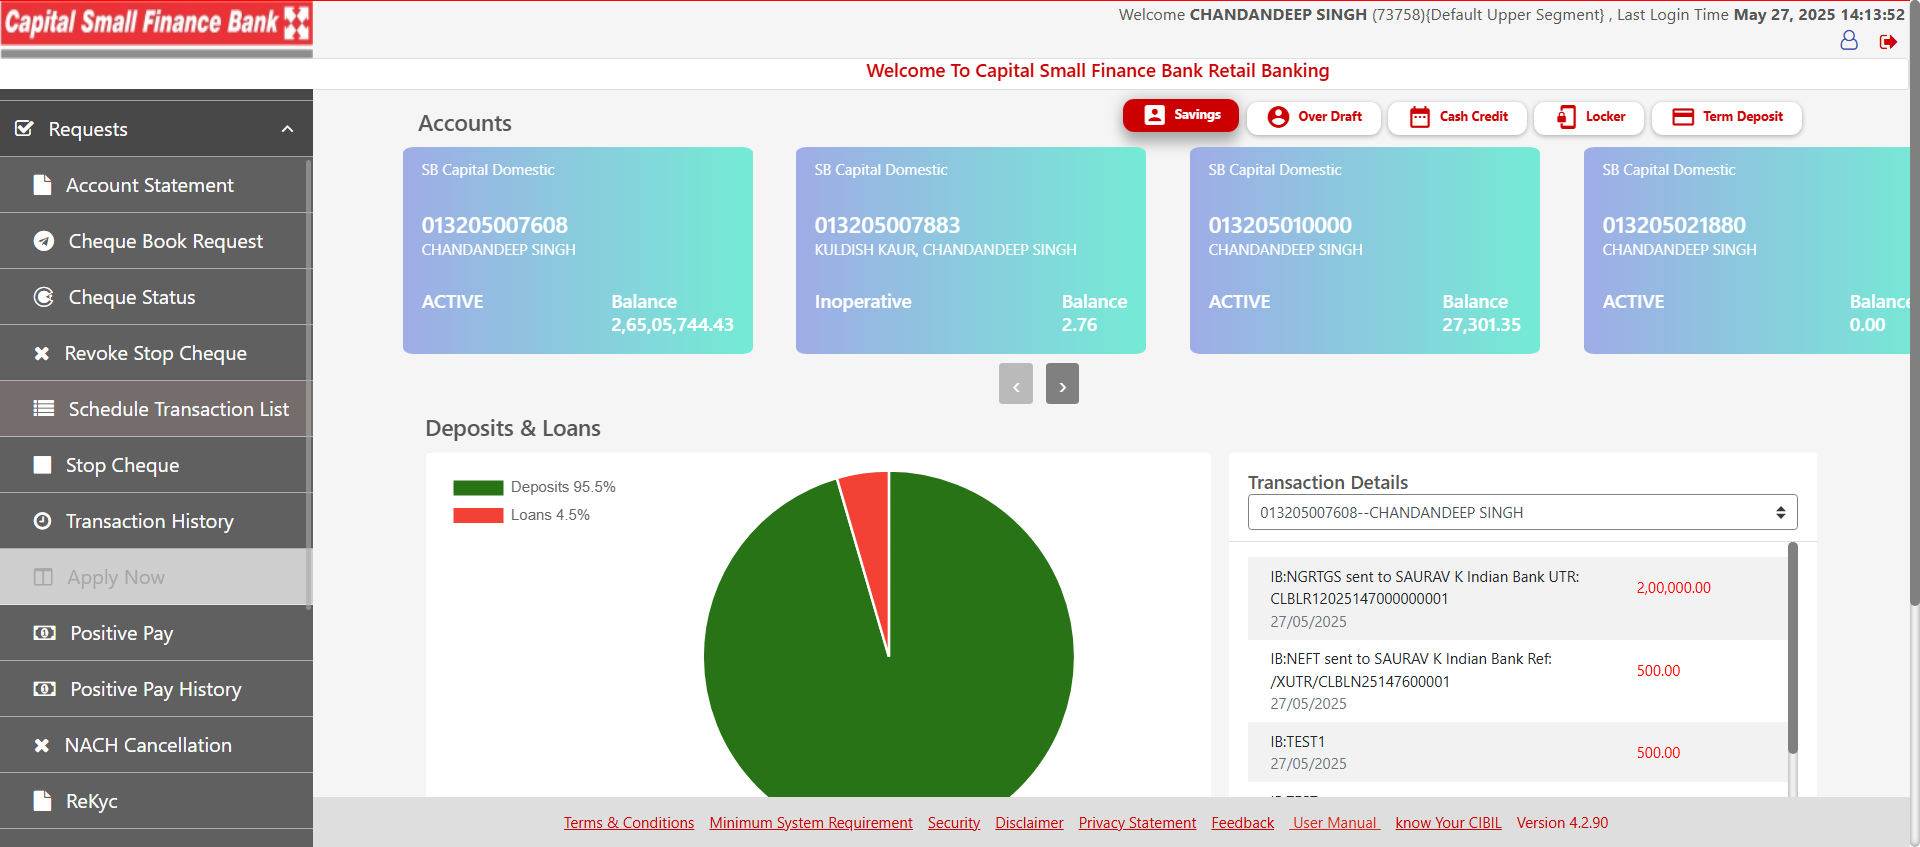 Capital Small Finance Bank
Welcome CHANDANDEEP SINGH (73758){Default Upper Segment} , Last Login Time May 27, 2025 14:13:52
Welcome To Capital Small Finance Bank Retail Banking
Requests
Account Statement
Cheque Book Request
Cheque Status
Revoke Stop Cheque
Schedule Transaction List
Stop Cheque
Transaction History
Apply Now
Positive Pay
Positive Pay History
NACH Cancellation
ReKyc
Accounts
Savings
Over Draft
Cash Credit
Locker
Term Deposit
SB Capital Domestic
013205007608
CHANDANDEEP SINGH
ACTIVE
Balance
2,65,05,744.43
SB Capital Domestic
013205007883
KULDISH KAUR, CHANDANDEEP SINGH
Inoperative
Balance
2.76
SB Capital Domestic
013205010000
CHANDANDEEP SINGH
ACTIVE
Balance
27,301.35
SB Capital Domestic
013205021880
CHANDANDEEP SINGH
ACTIVE
Balance
0.00
Deposits & Loans
Deposits 95.5%
Loans 4.5%
Transaction Details
013205007608--CHANDANDEEP SINGH
IB:NGRTGS sent to SAURAV K Indian Bank UTR:
CLBLR12025147000000001
27/05/2025
2,00,000.00
IB:NEFT sent to SAURAV K Indian Bank Ref:
/XUTR/CLBLN25147600001
27/05/2025
500.00
IB:TEST1
27/05/2025
500.00
Terms & Conditions Minimum System Requirement Security Disclaimer Privacy Statement Feedback User Manual know Your CIBIL Version 4.2.90